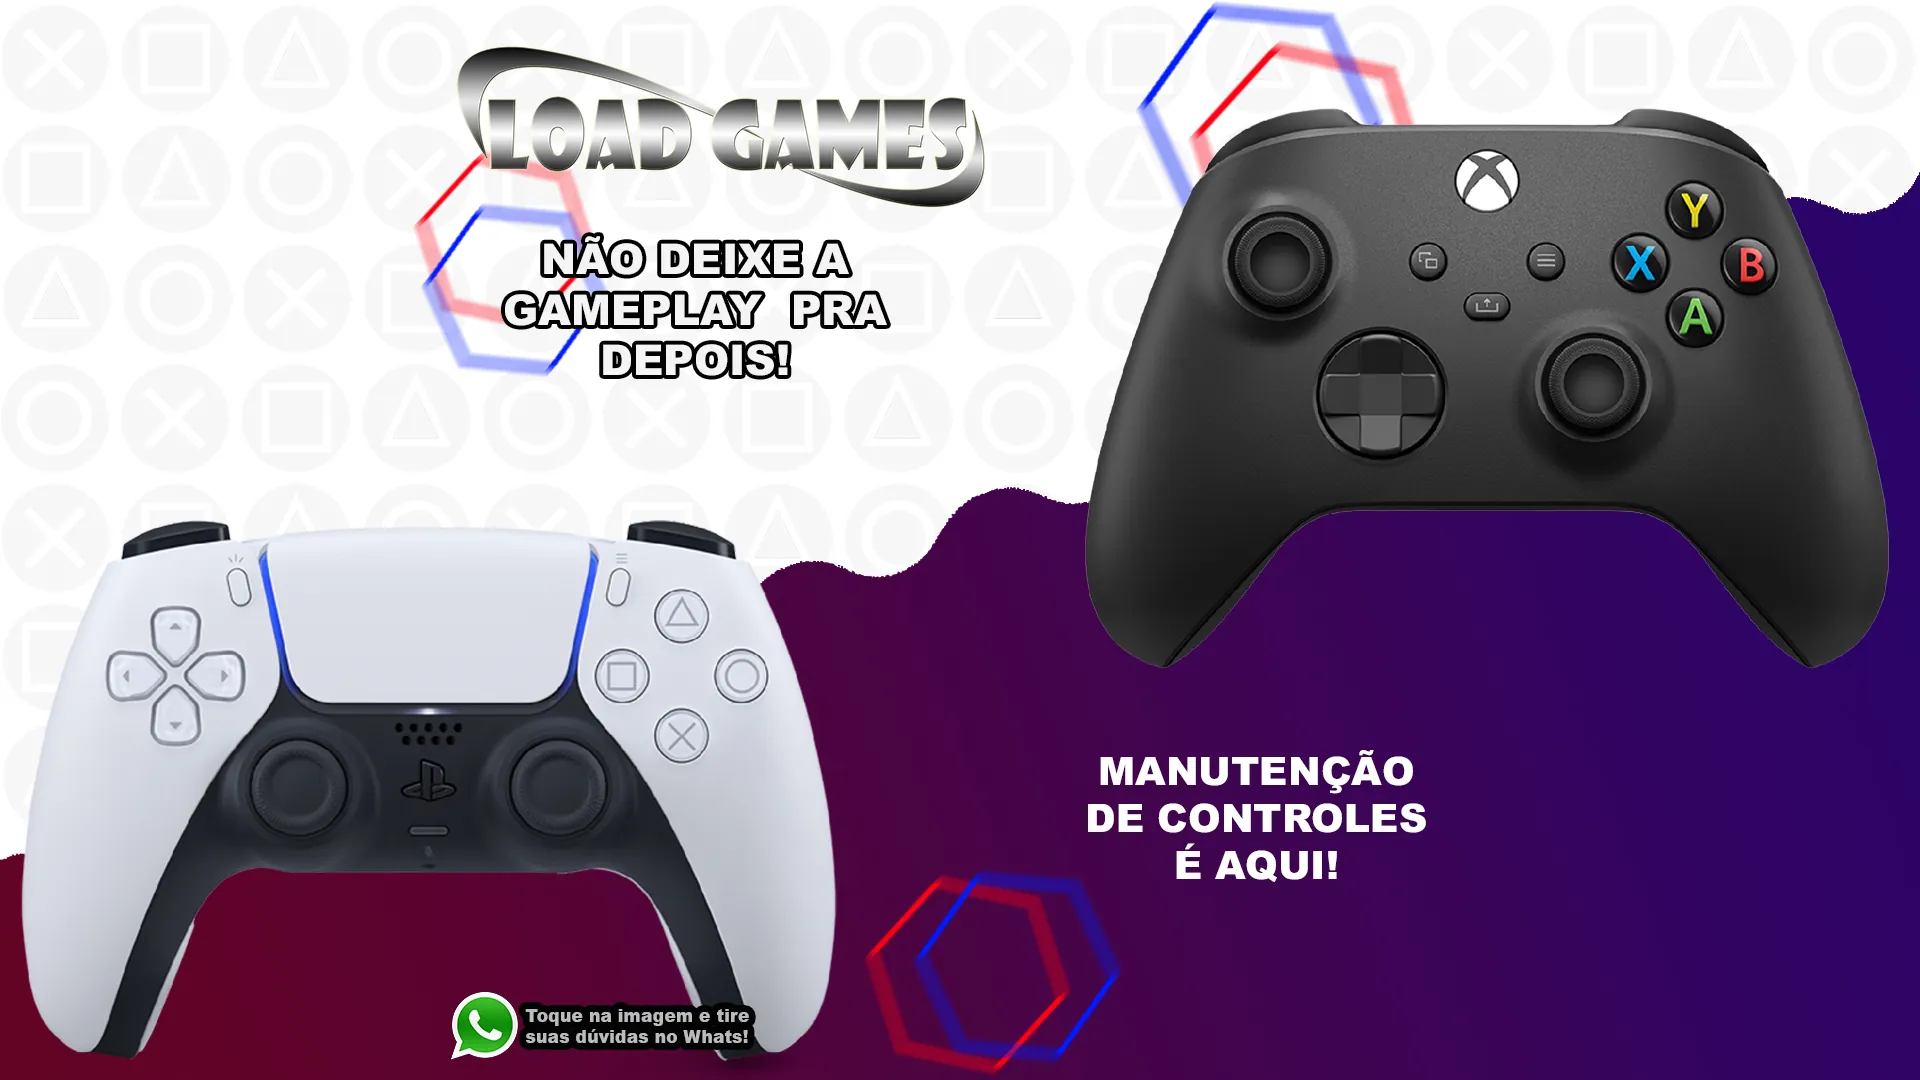 LOAD GAMES
NÃO DEIXE A
GAMEPLAY PRA
DEPOIS!
Y
X
B
A
MANUTENÇÃO
DE CONTROLES
É AQUI!
Toque na imagem e tire
suas dúvidas no Whats!